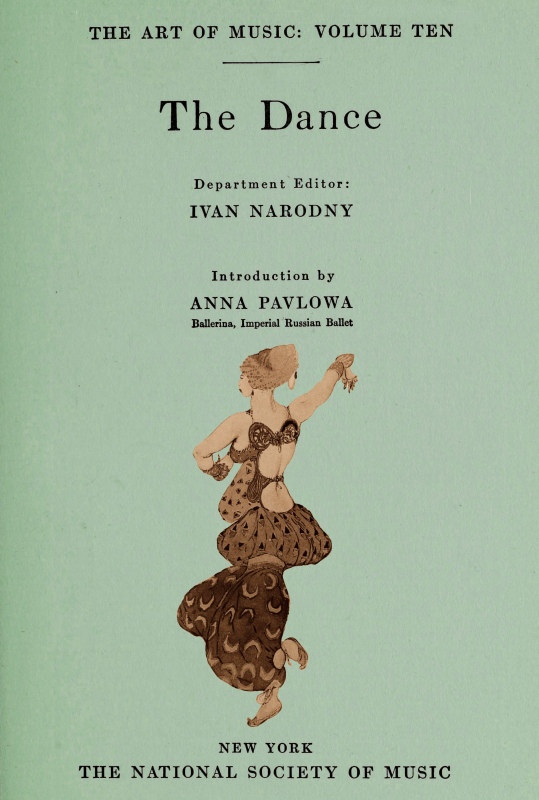 THE ART OF MUSIC: VOLUME TEN
The Dance
Department Editor:
IVAN NARODNY
Introduction by
ANNA PAVLOWA
Ballerina, Imperial Russian Ballet
NEW YORK
THE NATIONAL SOCIETY OF MUSIC